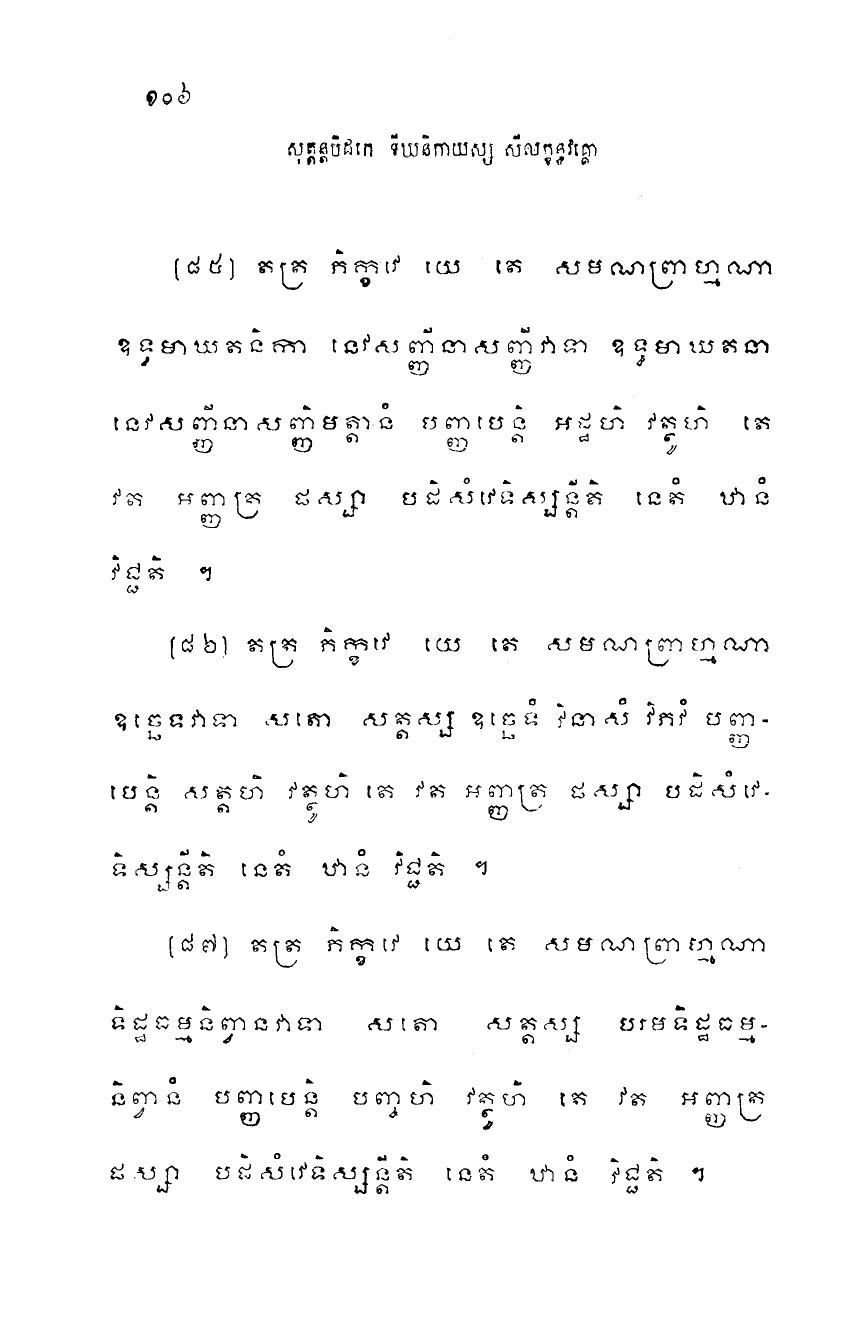 ១០៦
សុត្តន្តបិដកេ ទីឃនិកាយស្ស សីលក្ខន្ធវគ្គោ
(៨៥) តត្រ ភិក្ខវេ យេ តេ សមណព្រាហ្មណា
ឧទ្ធមាឃតនិកា នេវសញ្ញីនាសញ្ញីវាទា ឧទ្ធមាឃតនា
នេវសញ្ញីនាសញ្ញិមត្តានំ បញ្ញបេន្តិ អដ្ឋហិ វត្ថូហិ តេ
វត អញ្ញត្រ ផស្សា បដិសំវេទិស្សន្តីតិ នេតំ ឋានំ
វិជ្ជតិ ។
(៨៦) តត្រ ភិក្ខវេ យេ តេ សមណព្រាហ្មណា
ឧច្ឆេទវាទា សតោ សត្តស្ស ឧច្ឆេទំ វិនាសំ វិភវំ បញ្ញ-
បេន្តិ សត្តហិ វត្ថូហិ តេ វត អញ្ញត្រ ផស្សា បដិសំវេ-
ទិស្សន្តីតិ នេតំ ឋានំ វិជ្ជតិ ។
(៨៧) តត្រ ភិក្ខវេ យេ តេ សមណព្រាហ្មណា
ទិដ្ឋធម្មនិព្វានវាទា សតោ សត្តស្ស បរមទិដ្ឋធម្ម-
និព្វានំ បញ្ញបេន្តិ បញ្ចហិ វត្ថូហិ តេ វត អញ្ញត្រ
ផស្សា បដិសំវេទិស្សន្តីតិ នេតំ ឋានំ វិជ្ជតិ ។